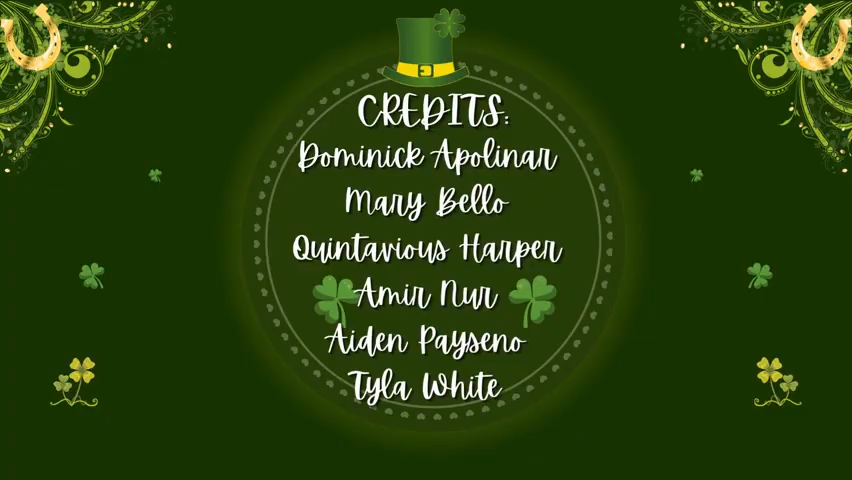 CREDITS:
Dominick Apolinar
Mary Bello
Quintavious Harper
Amir Nur
Aiden Payseno
Tyla White